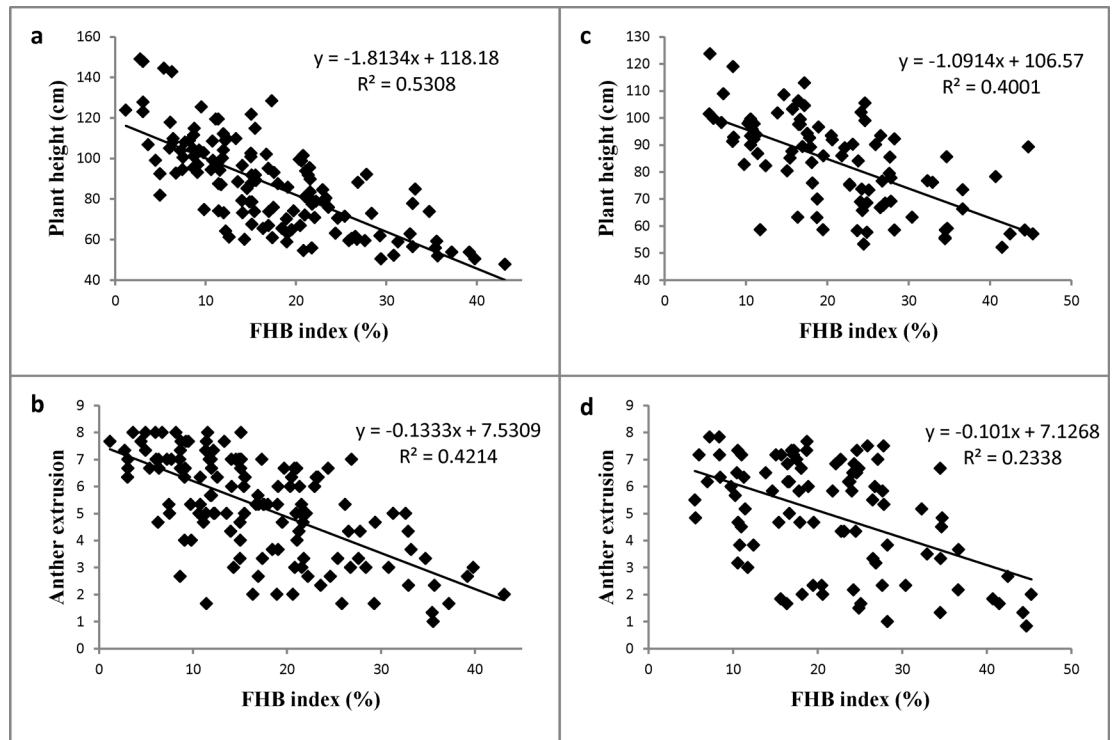 a
y = -1.8134x + 118.18
R² = 0.5308
Plant height (cm)
160
140
120
100
80
60
40
0 10 20 30 40
FHB index (%)
c
y = -1.0914x + 106.57
R² = 0.4001
Plant height (cm)
130
120
110
100
90
80
70
60
50
40
0 10 20 30 40 50
FHB index (%)
b
y = -0.1333x + 7.5309
R² = 0.4214
Anther extrusion
9
8
7
6
5
4
3
2
1
0
0 10 20 30 40
FHB index (%)
d
y = -0.101x + 7.1268
R² = 0.2338
Anther extrusion
9
8
7
6
5
4
3
2
1
0
0 10 20 30 40 50
FHB index (%)